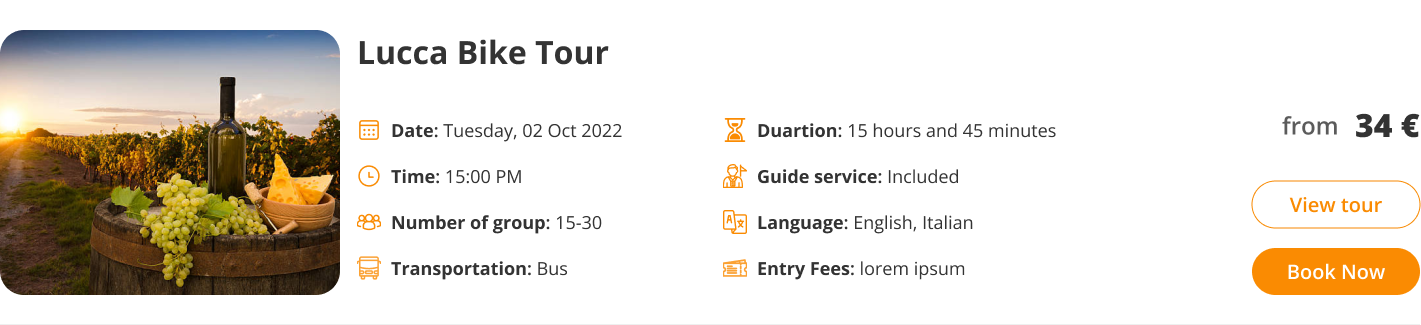 Lucca Bike Tour
Date: Tuesday, 02 Oct 2022
Duartion: 15 hours and 45 minutes
from 34 €
Time: 15:00 PM
Guide service: Included
Number of group: 15-30
Language: English, Italian
View tour
Transportation: Bus
Entry Fees: lorem ipsum
Book Now